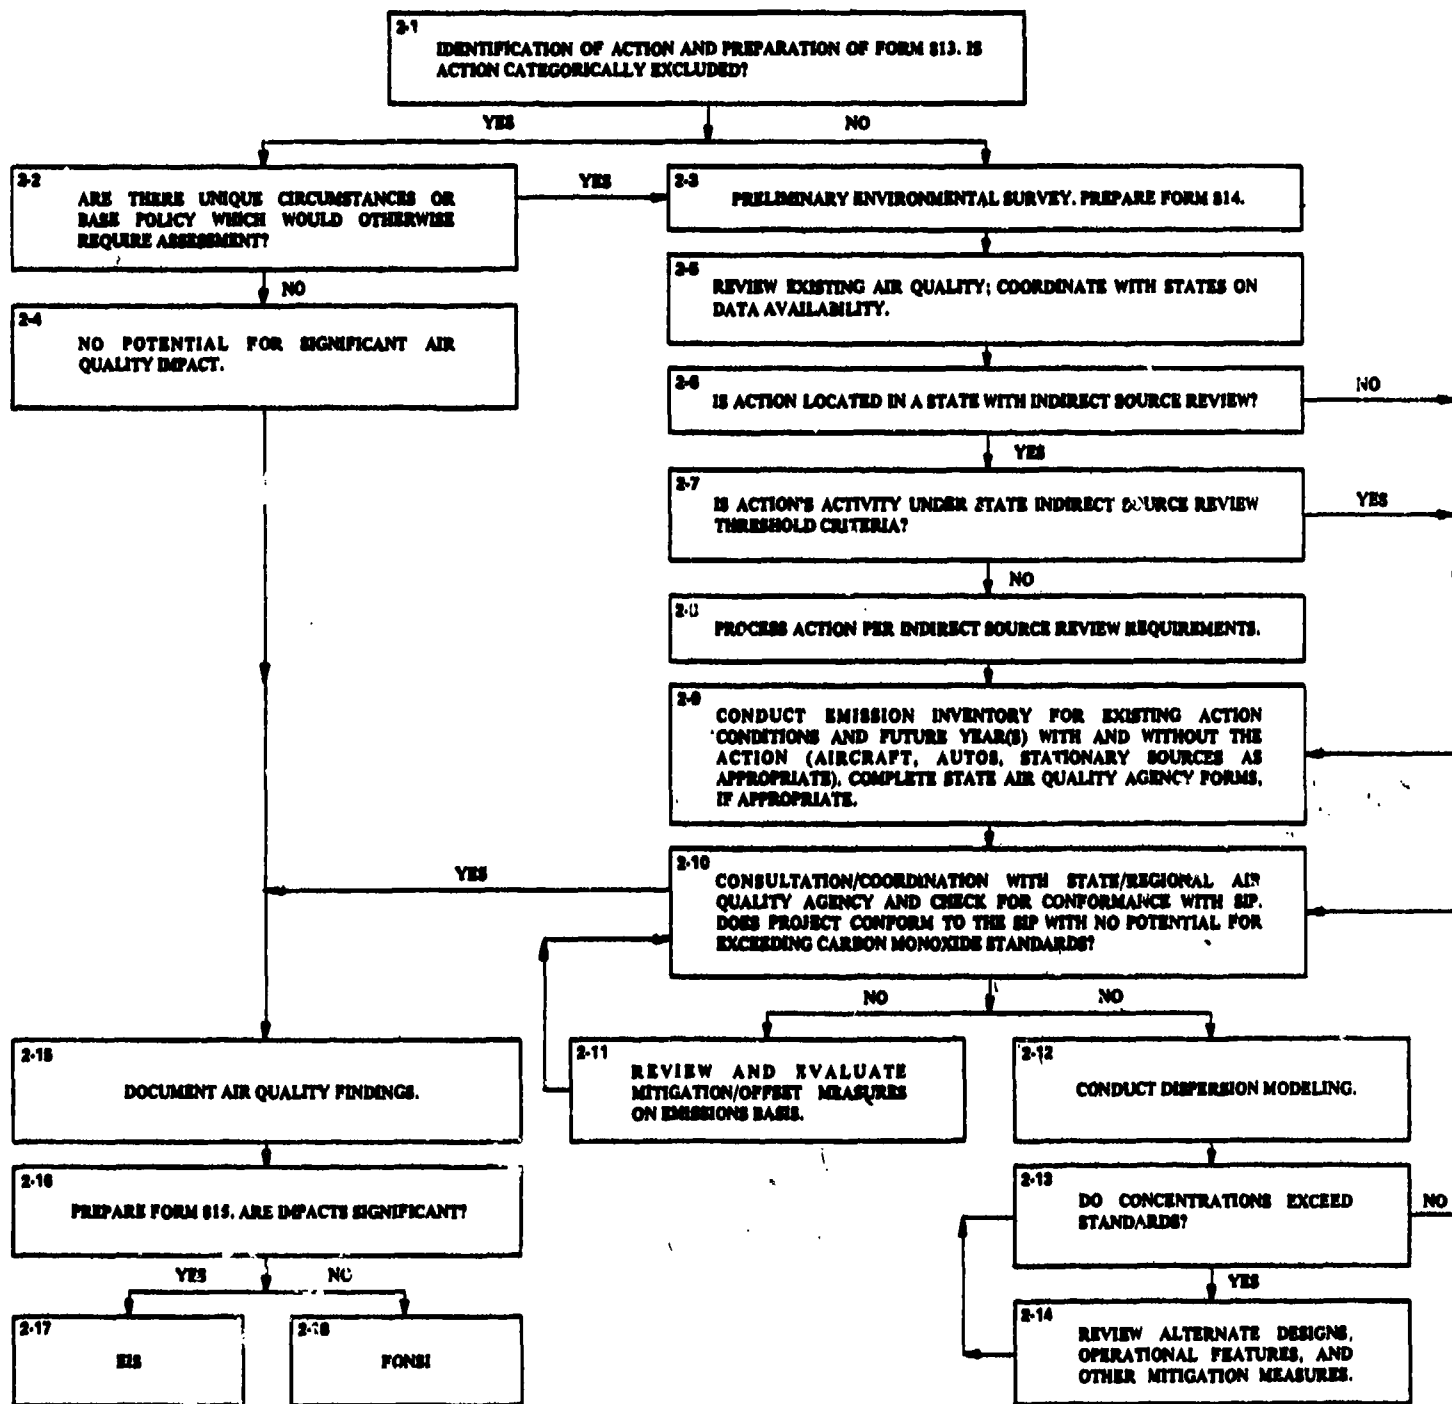 2-1
IDENTIFICATION OF ACTION AND PREPARATION OF FORM 813. IS
ACTION CATEGORICALLY EXCLUDED?
YES
NO
2-2
ARE THERE UNIQUE CIRCUMSTANCES OR
BASE POLICY WHICH WOULD OTHERWISE
REQUIRE ASSESSMENT?
YES
2-3
PRELIMINARY ENVIRONMENTAL SURVEY. PREPARE FORM 814.
NO
2-4
NO POTENTIAL FOR SIGNIFICANT AIR
QUALITY IMPACT.
2-5
REVIEW EXISTING AIR QUALITY; COORDINATE WITH STATES ON
DATA AVAILABILITY.
2-6
IS ACTION LOCATED IN A STATE WITH INDIRECT SOURCE REVIEW?
NO
YES
2-7
IS ACTION'S ACTIVITY UNDER STATE INDIRECT SOURCE REVIEW
THRESHOLD CRITERIA?
YES
NO
PROCESS ACTION PER INDIRECT SOURCE REVIEW REQUIREMENTS.
2-9
CONDUCT EMISSION INVENTORY FOR EXISTING ACTION
CONDITIONS AND FUTURE YEAR(S) WITH AND WITHOUT THE
ACTION (AIRCRAFT, AUTOS, STATIONARY SOURCES AS
APPROPRIATE). COMPLETE STATE AIR QUALITY AGENCY FORMS,
IF APPROPRIATE.
2-10
CONSULTATION/COORDINATION WITH STATE/REGIONAL AIR
QUALITY AGENCY AND CHECK FOR CONFORMANCE WITH SIP.
DOES PROJECT CONFORM TO THE SIP WITH NO POTENTIAL FOR
EXCEEDING CARBON MONOXIDE STANDARDS?
YES
NO
NO
2-11
REVIEW AND EVALUATE
MITIGATION/OFFSET MEASURES
ON EMISSIONS BASIS.
2-12
CONDUCT DISPERSION MODELING.
2-13
DO CONCENTRATIONS EXCEED
STANDARDS?
NO
YES
2-14
REVIEW ALTERNATE DESIGNS,
OPERATIONAL FEATURES, AND
OTHER MITIGATION MEASURES.
2-15
DOCUMENT AIR QUALITY FINDINGS.
2-16
PREPARE FORM 815. ARE IMPACTS SIGNIFICANT?
YES
NO
2-17
EIS
2-18
FONSI